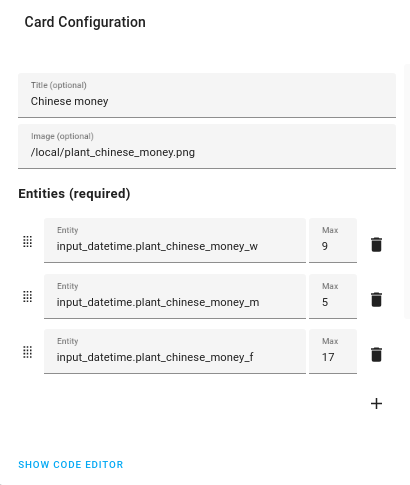 Card Configuration
Title (optional)
Chinese money
Image (optional)
/local/plant_chinese_money.png
Entities (required)
Entity
input_datetime.plant_chinese_money_w
Max
9
Entity
input_datetime.plant_chinese_money_m
Max
5
Entity
input_datetime.plant_chinese_money_f
Max
17
SHOW CODE EDITOR